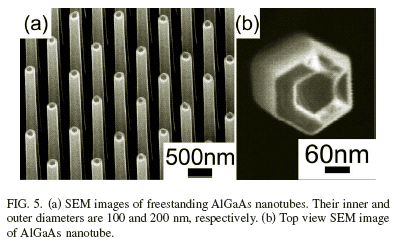 (a)
(b)
500nm
60nm
FIG. 5. (a) SEM images of freestanding AlGaAs nanotubes. Their inner and
outer diameters are 100 and 200 nm, respectively. (b) Top view SEM image
of AlGaAs nanotube.